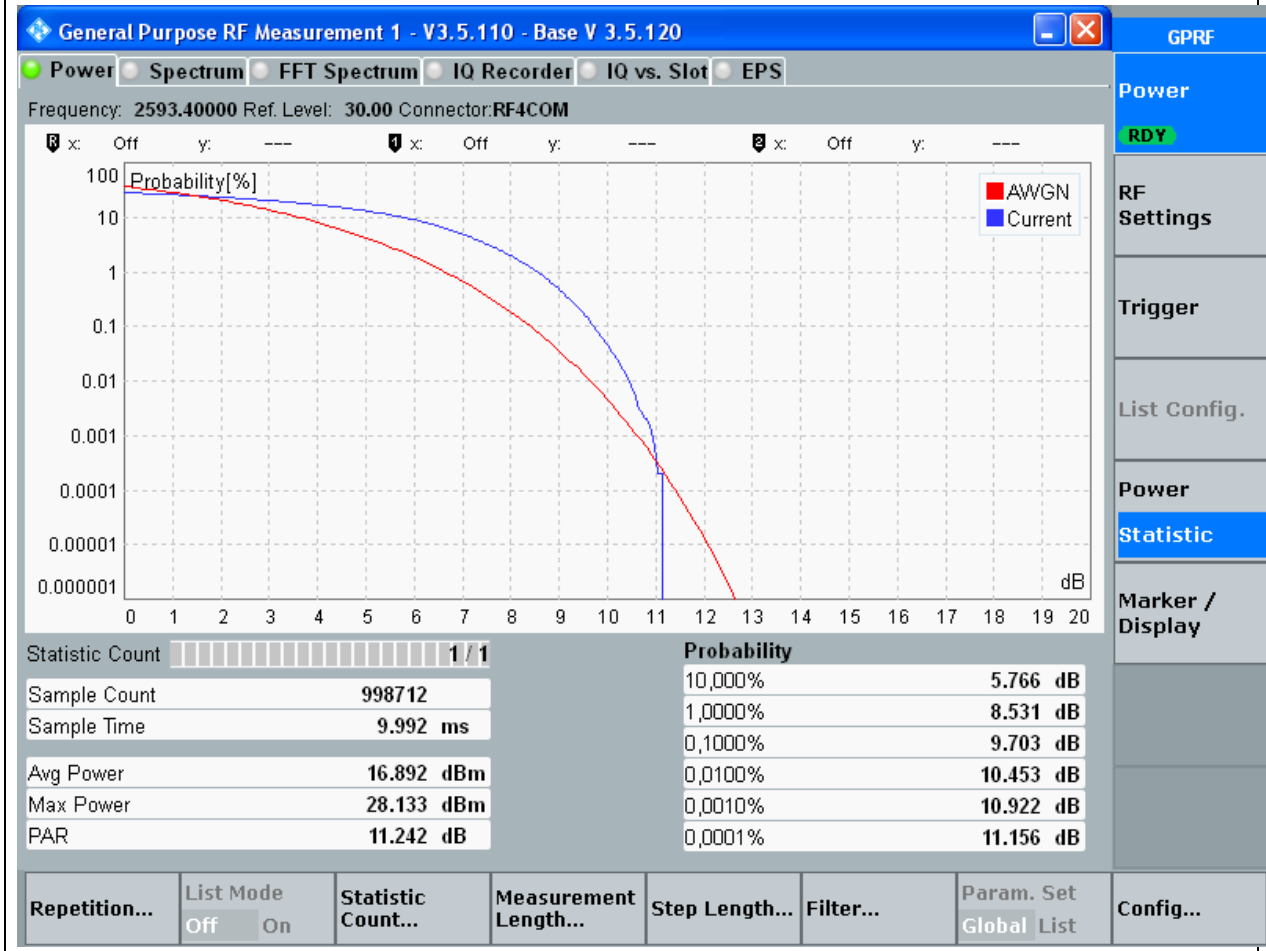 General Purpose RF Measurement 1 - V3.5.110 - Base V 3.5.120
GPRF
Power Spectrum FFT Spectrum IQ Recorder IQ vs. Slot EPS
Frequency: 2593.40000 Ref. Level: 30.00 Connector:RF4COM
R x: Off y: --- 1 x: Off y: --- 2 x: Off y: ---
Probability[%]
AWGN
Current
100
10
1
0.1
0.01
0.001
0.0001
0.00001
0.000001
dB
0 1 2 3 4 5 6 7 8 9 10 11 12 13 14 15 16 17 18 19 20
Statistic Count 1 / 1
Sample Count 998712
Sample Time 9.992 ms
Avg Power 16.892 dBm
Max Power 28.133 dBm
PAR 11.242 dB
Probability
10,000% 5.766 dB
1,0000% 8.531 dB
0,1000% 9.703 dB
0,0100% 10.453 dB
0,0010% 10.922 dB
0,0001% 11.156 dB
Power
RDY
RF
Settings
Trigger
List Config.
Power
Statistic
Marker /
Display
Repetition...
List Mode
Off On
Statistic
Count...
Measurement
Length...
Step Length...
Filter...
Param. Set
Global List
Config...